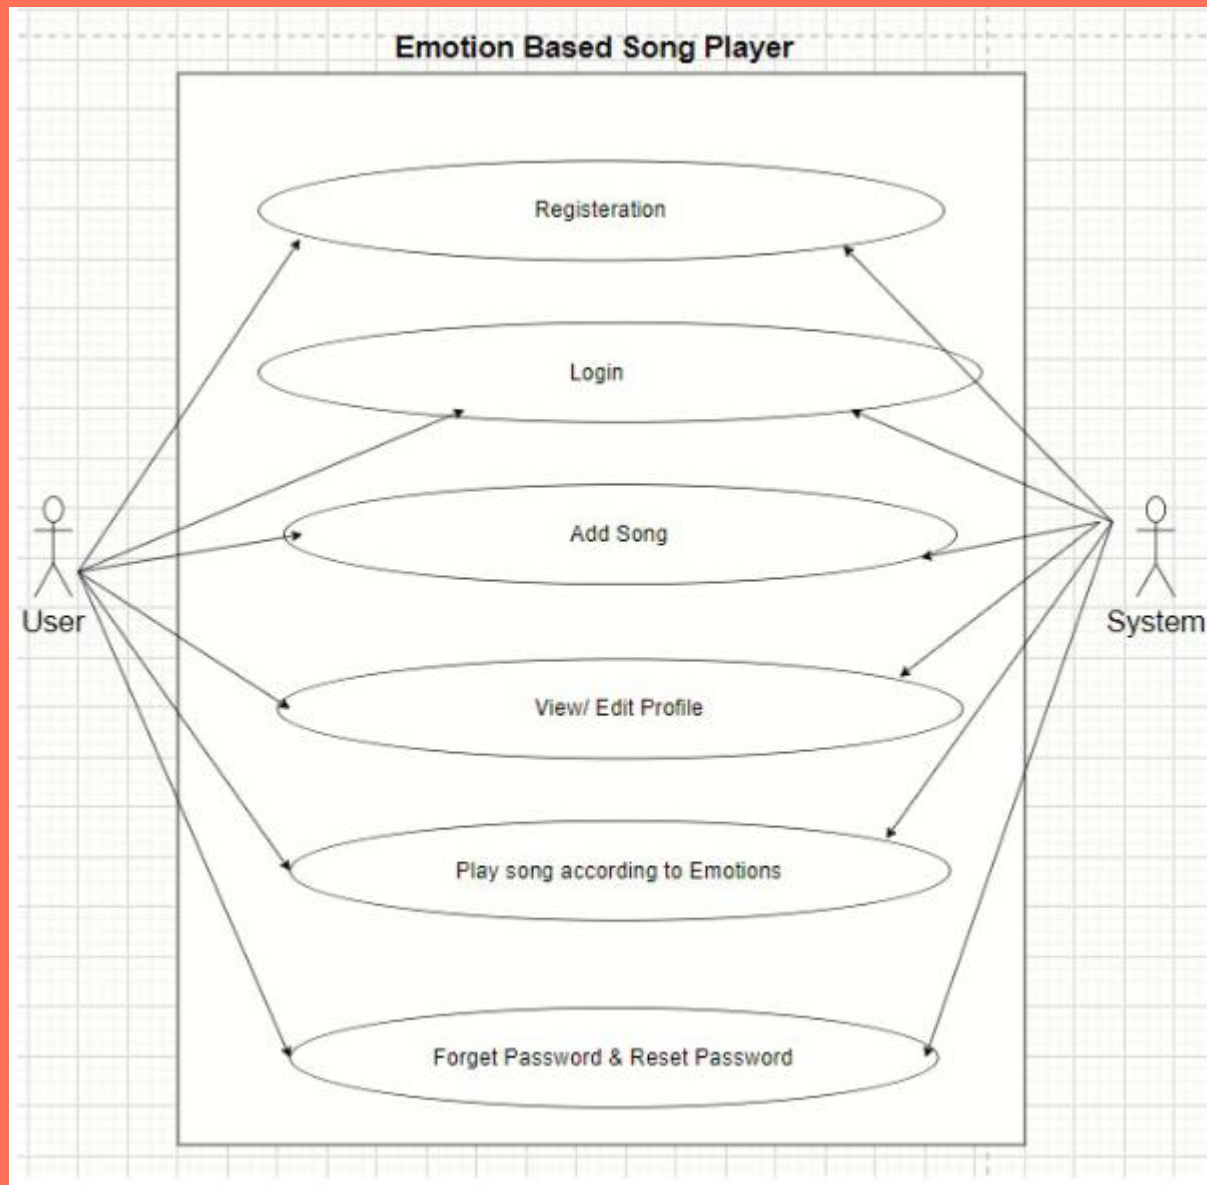 Emotion Based Song Player
Registeration
Login
Add Song
User
System
View/ Edit Profile
Play song according to Emotions
Forget Password & Reset Password